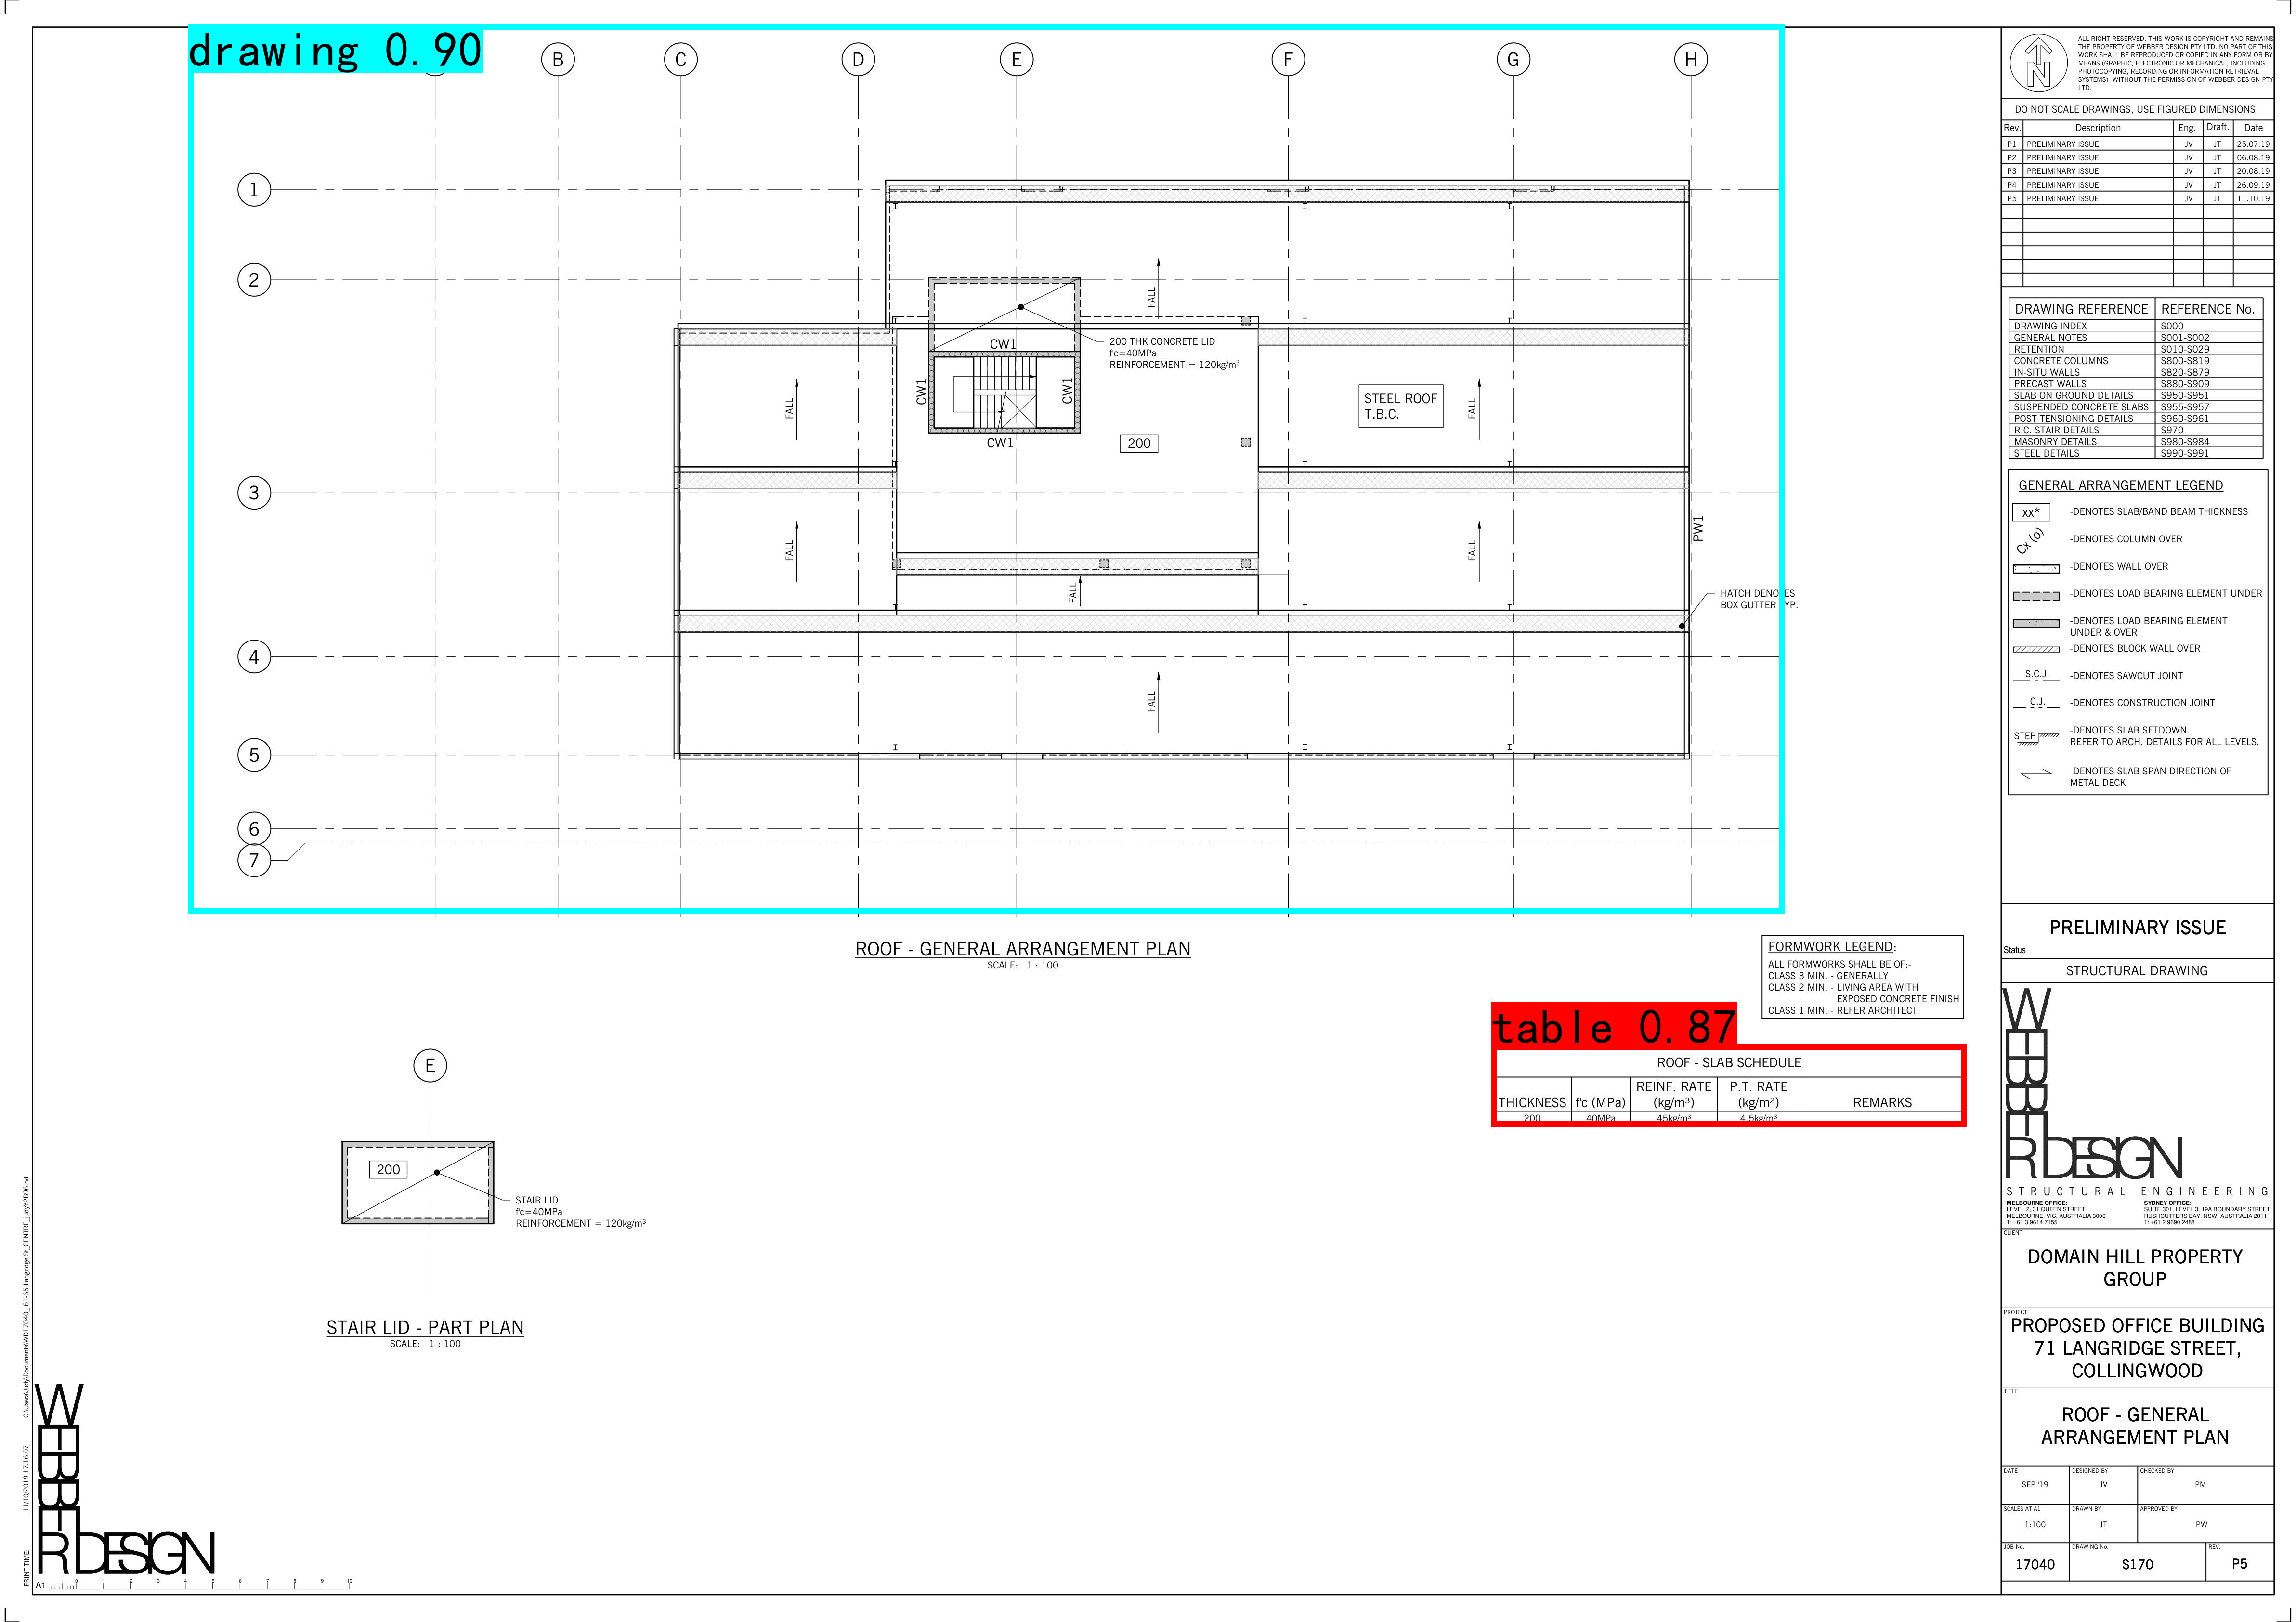 drawing 0.90
B
C
D
E
F
G
H
1
2
3
4
5
6
7
FALL
CW1
CW1
CW1
CW1
200 THK CONCRETE LID
f'c=40MPa
REINFORCEMENT = 120kg/m³
STEEL ROOF
T.B.C.
FALL
FALL
200
PW1
FALL
FALL
FALL
HATCH DENOTES
BOX GUTTER TYP.
FALL
ROOF - GENERAL ARRANGEMENT PLAN
SCALE: 1 : 100
FORMWORK LEGEND:
ALL FORMWORKS SHALL BE OF:-
CLASS 3 MIN. - GENERALLY
CLASS 2 MIN. - LIVING AREA WITH
EXPOSED CONCRETE FINISH
CLASS 1 MIN. - REFER ARCHITECT
table 0.87
ROOF - SLAB SCHEDULE
THICKNESS f'c (MPa) REINF. RATE (kg/m³) P.T. RATE (kg/m²) REMARKS
200 40MPa 45kg/m³ 4.5kg/m³
E
200
STAIR LID
f'c=40MPa
REINFORCEMENT = 120kg/m³
STAIR LID - PART PLAN
SCALE: 1 : 100
PRINT TIME: 11/10/2019 17:16:07 C:\Users\Judy\Documents\WD17040_ 61-65 Langridge St_CENTRE_judyY2896.rvt
WEBBER DESIGN
A1 0 1 2 3 4 5 6 7 8 9 10
N
ALL RIGHT RESERVED. THIS WORK IS COPYRIGHT AND REMAINS
THE PROPERTY OF WEBBER DESIGN PTY LTD. NO PART OF THIS
WORK SHALL BE REPRODUCED OR COPIED IN ANY FORM OR BY
MEANS (GRAPHIC, ELECTRONIC OR MECHANICAL, INCLUDING
PHOTOCOPYING, RECORDING OR INFORMATION RETRIEVAL
SYSTEMS) WITHOUT THE PERMISSION OF WEBBER DESIGN PTY
LTD.
DO NOT SCALE DRAWINGS, USE FIGURED DIMENSIONS
Rev. Description Eng. Draft. Date
P1 PRELIMINARY ISSUE JV JT 25.07.19
P2 PRELIMINARY ISSUE JV JT 06.08.19
P3 PRELIMINARY ISSUE JV JT 20.08.19
P4 PRELIMINARY ISSUE JV JT 26.09.19
P5 PRELIMINARY ISSUE JV JT 11.10.19
DRAWING REFERENCE REFERENCE No.
DRAWING INDEX S000
GENERAL NOTES S001-S002
RETENTION S010-S029
CONCRETE COLUMNS S800-S819
IN-SITU WALLS S820-S879
PRECAST WALLS S880-S909
SLAB ON GROUND DETAILS S950-S951
SUSPENDED CONCRETE SLABS S955-S957
POST TENSIONING DETAILS S960-S961
R.C. STAIR DETAILS S970
MASONRY DETAILS S980-S984
STEEL DETAILS S990-S991
GENERAL ARRANGEMENT LEGEND
xx* -DENOTES SLAB/BAND BEAM THICKNESS
Cx (o) -DENOTES COLUMN OVER
-DENOTES WALL OVER
-DENOTES LOAD BEARING ELEMENT UNDER
-DENOTES LOAD BEARING ELEMENT
UNDER & OVER
-DENOTES BLOCK WALL OVER
S.C.J. -DENOTES SAWCUT JOINT
C.J. -DENOTES CONSTRUCTION JOINT
STEP -DENOTES SLAB SETDOWN.
REFER TO ARCH. DETAILS FOR ALL LEVELS.
-DENOTES SLAB SPAN DIRECTION OF
METAL DECK
PRELIMINARY ISSUE
Status
STRUCTURAL DRAWING
WEBBER DESIGN
STRUCTURAL ENGINEERING
MELBOURNE OFFICE:
LEVEL 2, 31 QUEEN STREET
MELBOURNE, VIC, AUSTRALIA 3000
T: +61 3 9614 7155
SYDNEY OFFICE:
SUITE 301, LEVEL 3, 19A BOUNDARY STREET
RUSHCUTTERS BAY, NSW, AUSTRALIA 2011
T: +61 2 9690 2488
CLIENT
DOMAIN HILL PROPERTY
GROUP
PROJECT
PROPOSED OFFICE BUILDING
71 LANGRIDGE STREET,
COLLINGWOOD
TITLE
ROOF - GENERAL
ARRANGEMENT PLAN
DATE DESIGNED BY CHECKED BY
SEP '19 JV PM
SCALES AT A1 DRAWN BY APPROVED BY
1:100 JT PW
JOB No. DRAWING No. REV.
17040 S170 P5